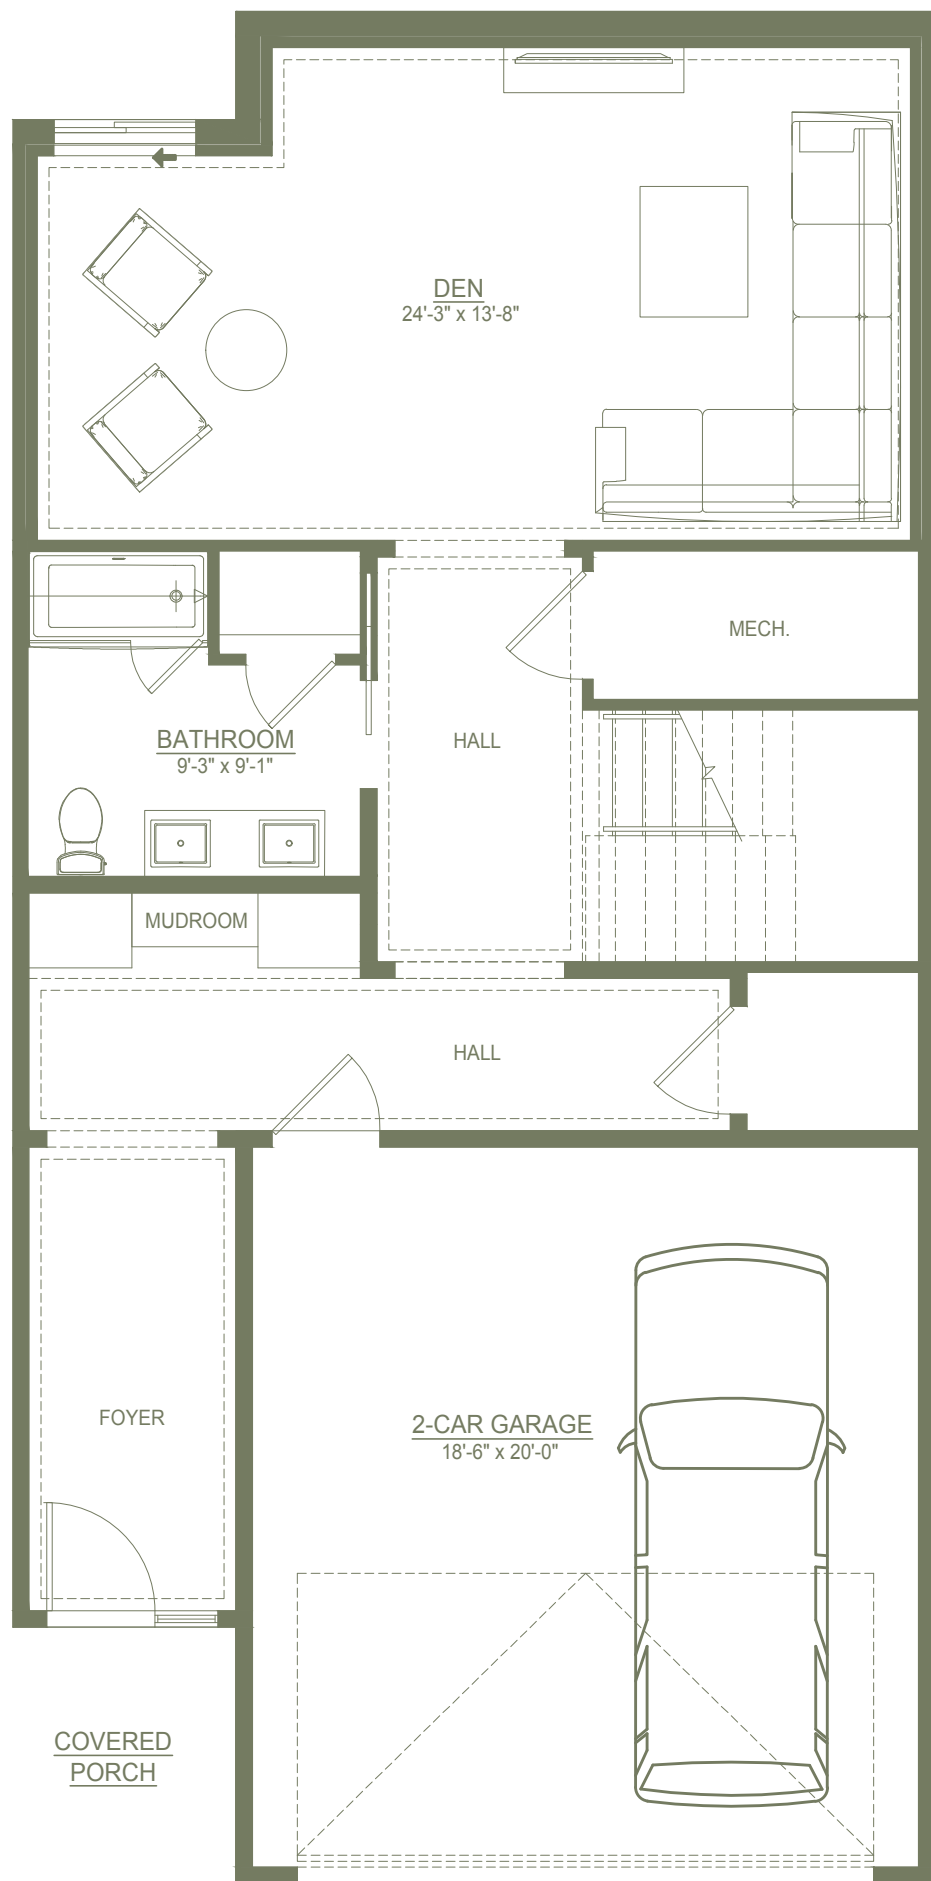 DEN
24'-3" x 13'-8"
MECH.
BATHROOM
9'-3" x 9'-1"
HALL
MUDROOM
HALL
FOYER
2-CAR GARAGE
18'-6" x 20'-0"
COVERED
PORCH